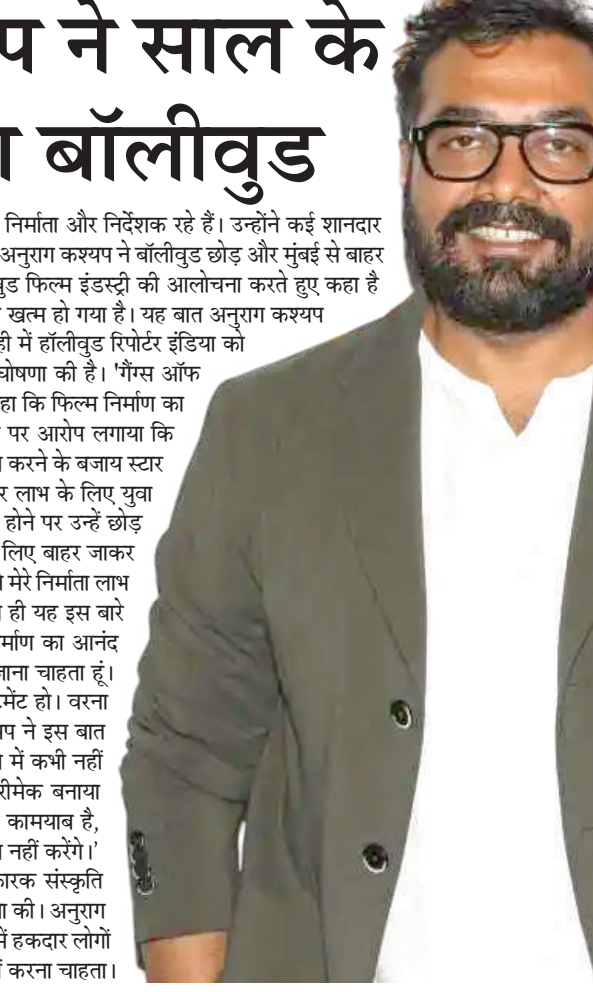 प ने साल के
बॉलीवुड
निर्माता और निर्देशक रहे हैं। उन्होंने कई शानदार
अनुराग कश्यप ने बॉलीवुड छोड़ और मुंबई से बाहर
वुड फिल्म इंडस्ट्री की आलोचना करते हुए कहा है
खत्म हो गया है। यह बात अनुराग कश्यप
ही में हॉलीवुड रिपोर्टर इंडिया को
घोषणा की है। 'गैंग्स ऑफ
हा कि फिल्म निर्माण का
पर आरोप लगाया कि
करने के बजाय स्टार
र लाभ के लिए युवा
होने पर उन्हें छोड़
लिए बाहर जाकर
मेरे निर्माता लाभ
ही यह इस बारे
र्माण का आनंद
जाना चाहता हूं।
टमेंट हो। वरना
यप ने इस बात
में कभी नहीं
रीमेक बनाया
कामयाब है,
नहीं करेंगे।'
कारक संस्कृति
ा की। अनुराग
में हकदार लोगों
करना चाहता।